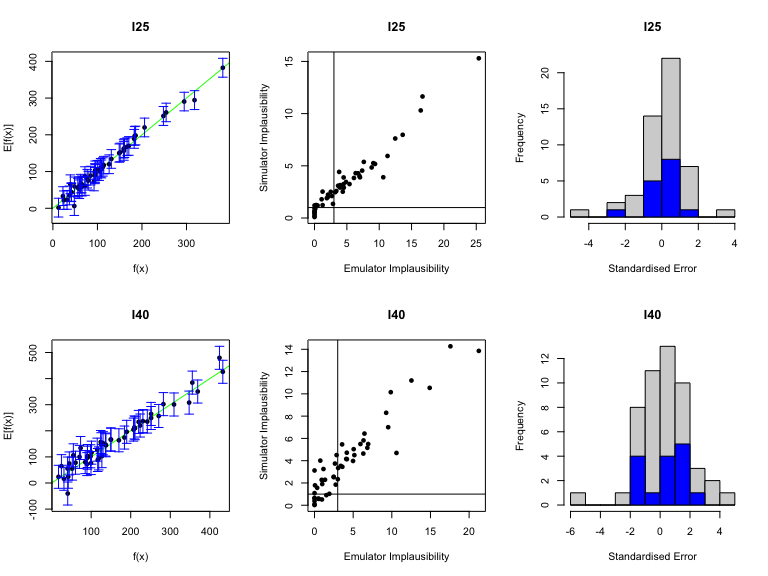 I25
I25
E[f(x)]
0 100 200 300 400
0 100 200 300
f(x)
Simulator Implausibility
0 5 10 15
0 5 10 15 20 25
Emulator Implausibility
Frequency
0 5 10 15 20
-4 -2 0 2 4
Standardised Error
I40
I40
E[f(x)]
-100 0 100 300 500
100 200 300 400
f(x)
Simulator Implausibility
0 2 4 6 8 10 12 14
0 5 10 15 20
Emulator Implausibility
Frequency
0 2 4 6 8 10 12
-6 -4 -2 0 2 4
Standardised Error